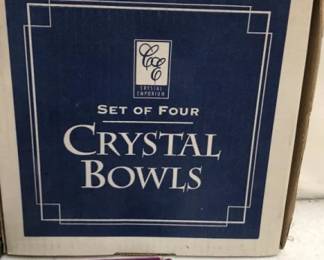 CE
CRYSTAL
EMPORIUM
SET OF FOUR
CRYSTAL
BOWLS